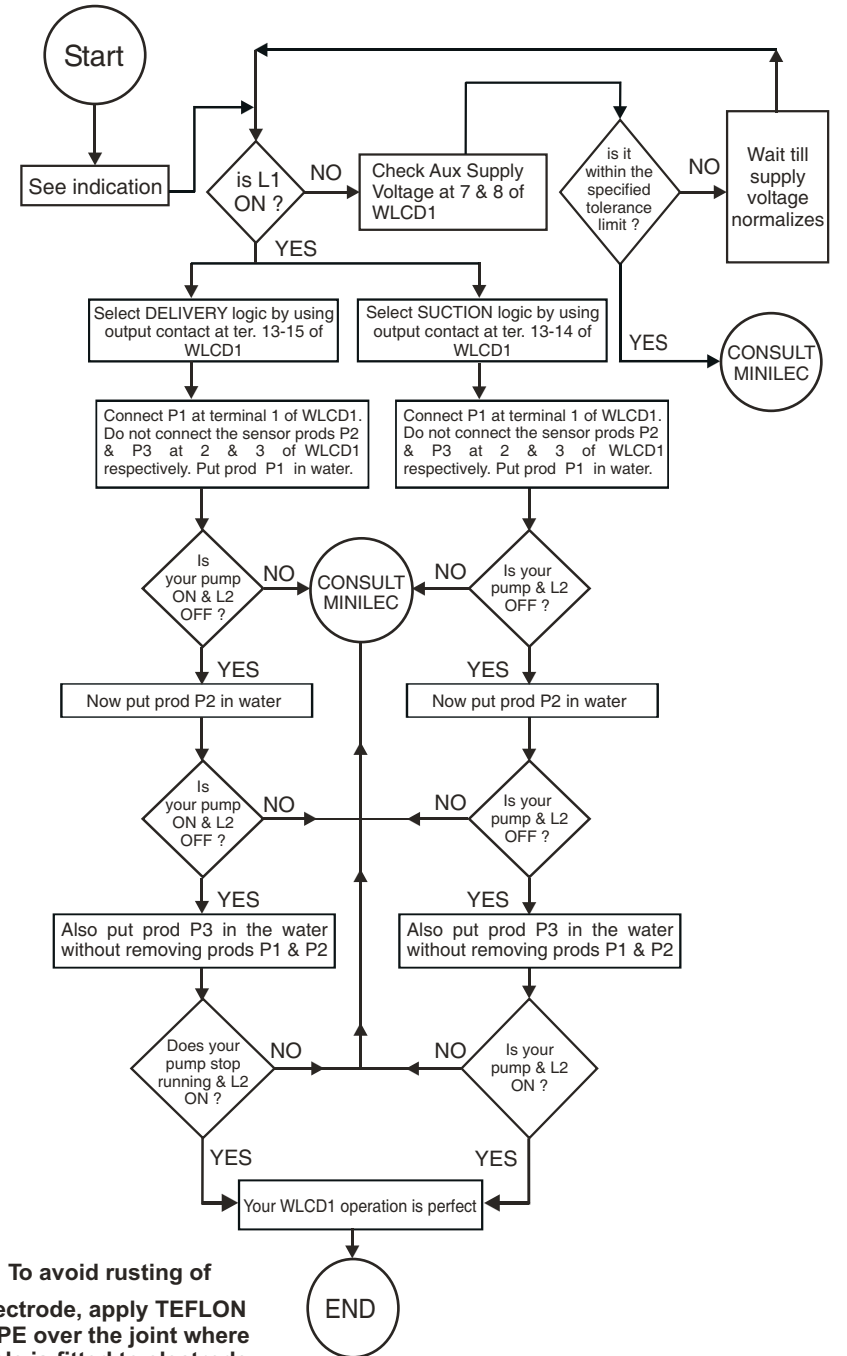 Start
See indication
is L1
ON ?
NO
Check Aux Supply
Voltage at 7 & 8 of
WLCD1
is it
within the
specified
tolerance
limit ?
NO
Wait till
supply
voltage
normalizes
YES
YES
CONSULT
MINILEC
Select DELIVERY logic by using
output contact at ter. 13-15 of
WLCD1
Select SUCTION logic by using
output contact at ter. 13-14 of
WLCD1
Connect P1 at terminal 1 of WLCD1.
Do not connect the sensor prods P2
& P3 at 2 & 3 of WLCD1
respectively. Put prod P1 in water.
Connect P1 at terminal 1 of WLCD1.
Do not connect the sensor prods P2
& P3 at 2 & 3 of WLCD1
respectively. Put prod P1 in water.
Is
your pump
ON & L2
OFF ?
NO
CONSULT
MINILEC
NO
Is your
pump & L2
OFF ?
YES
YES
Now put prod P2 in water
Now put prod P2 in water
Is
your pump
ON & L2
OFF ?
NO
NO
Is your
pump & L2
OFF ?
YES
YES
Also put prod P3 in the water
without removing prods P1 & P2
Also put prod P3 in the water
without removing prods P1 & P2
Does your
pump stop
running & L2
ON ?
NO
NO
Is your
pump & L2
ON ?
YES
YES
Your WLCD1 operation is perfect
END
To avoid rusting of
ectrode, apply TEFLON
PE over the joint where
is fitted to electrode